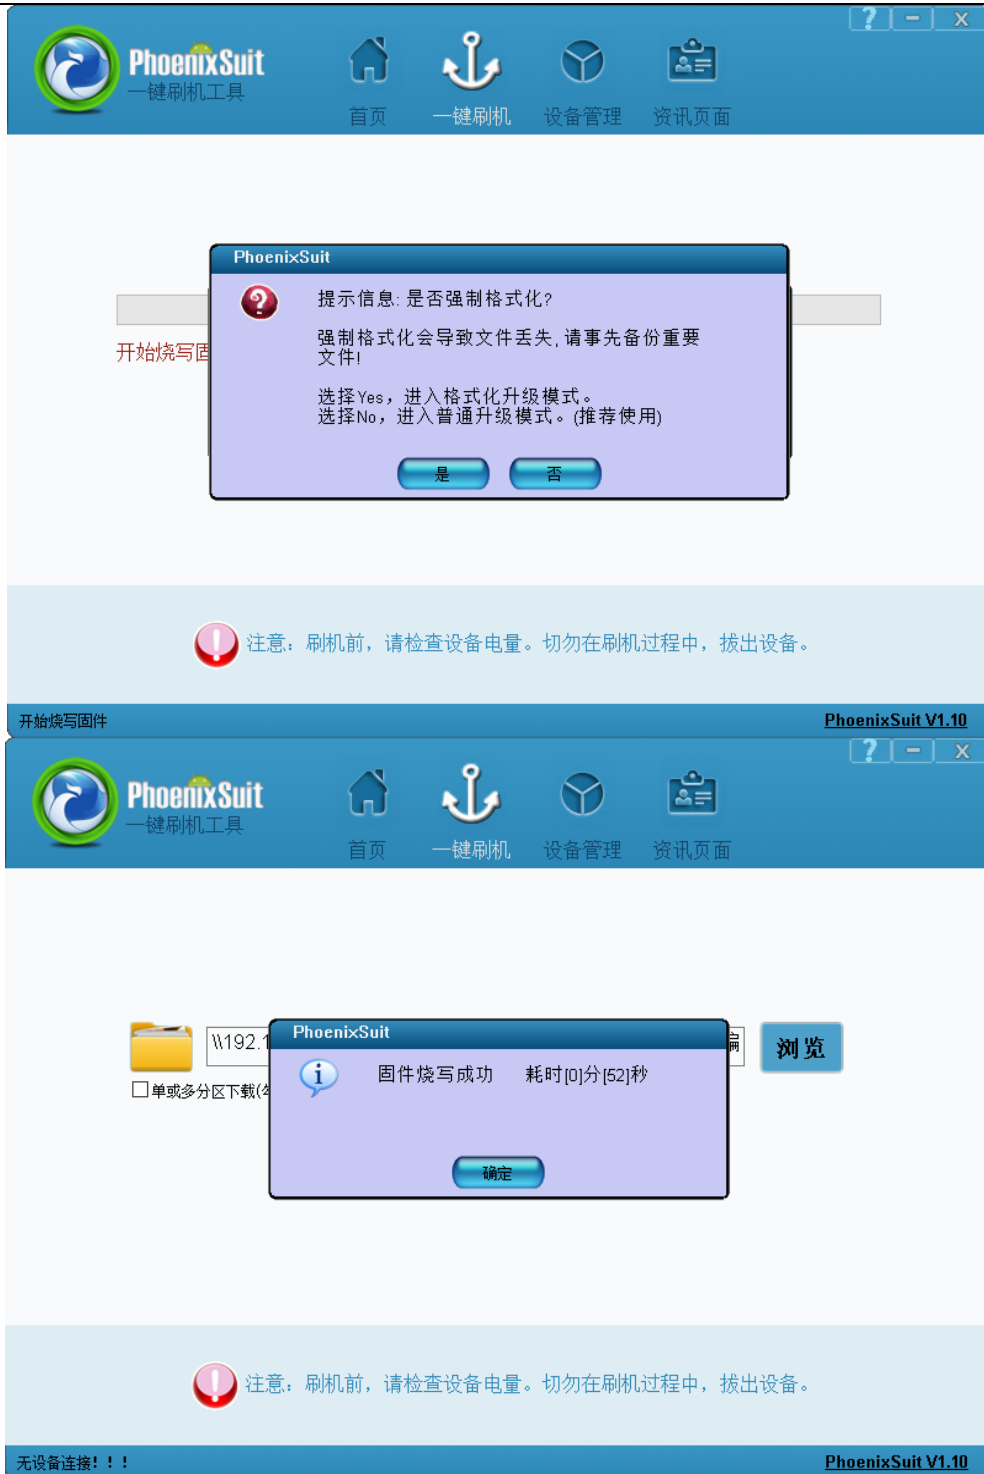 ? − x
PhoenixSuit
一键刷机工具
首页 一键刷机 设备管理 资讯页面
PhoenixSuit
提示信息: 是否强制格式化?
强制格式化会导致文件丢失, 请事先备份重要
文件!
选择Yes，进入格式化升级模式。
选择No，进入普通升级模式。(推荐使用)
是 否
开始烧写固
注意：刷机前，请检查设备电量。切勿在刷机过程中，拔出设备。
开始烧写固件 PhoenixSuit V1.10
? − x
PhoenixSuit
一键刷机工具
首页 一键刷机 设备管理 资讯页面
\\192.1 浏览
PhoenixSuit
固件烧写成功 耗时[0]分[52]秒
单或多分区下载(
确定
注意：刷机前，请检查设备电量。切勿在刷机过程中，拔出设备。
无设备连接！！！ PhoenixSuit V1.10